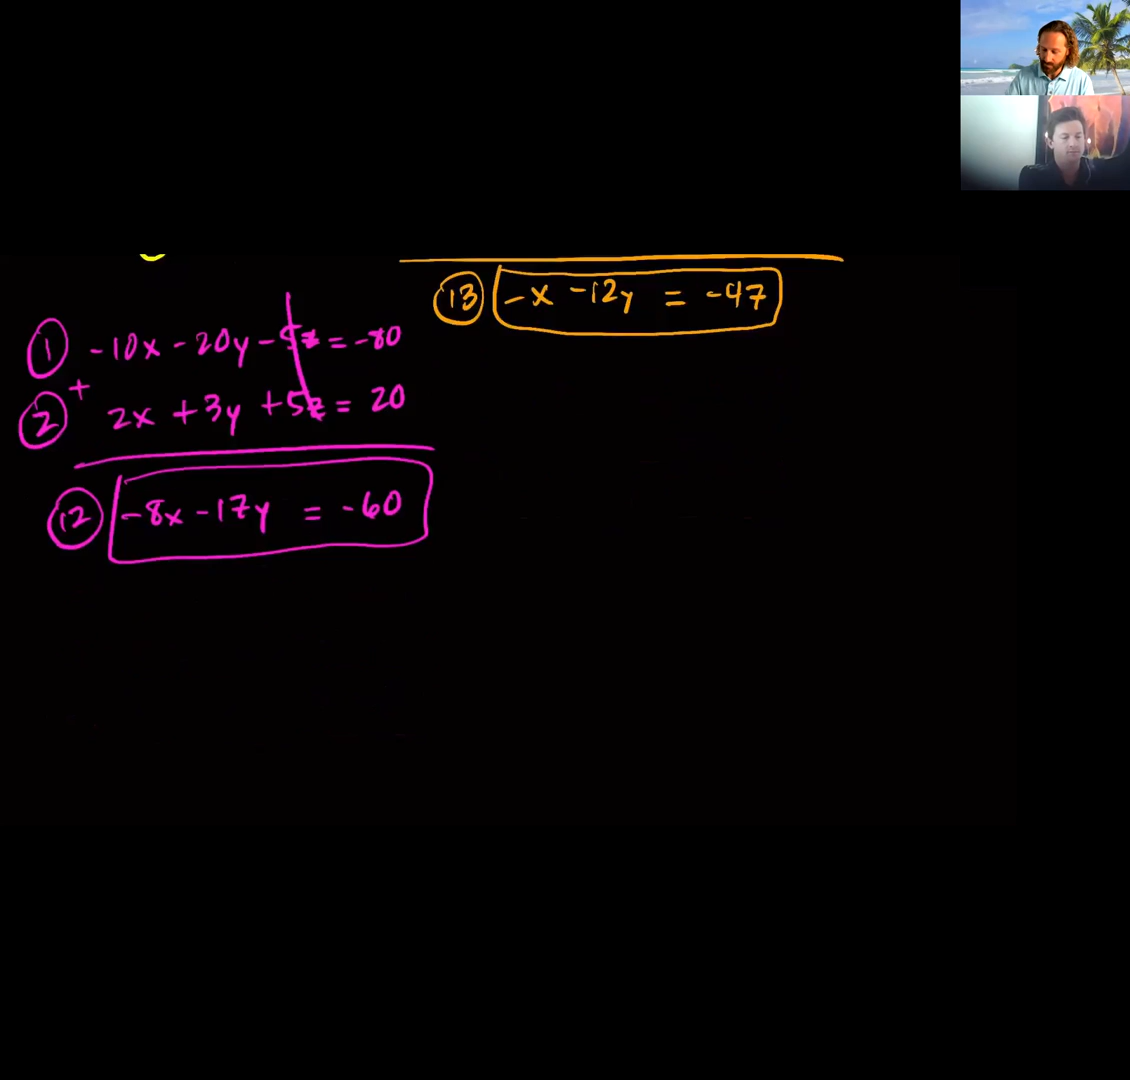 13 -x -12y = -47
1 -10x - 20y - 5z = -80
+
2 2x + 3y + 5z = 20
12 -8x - 17y = -60